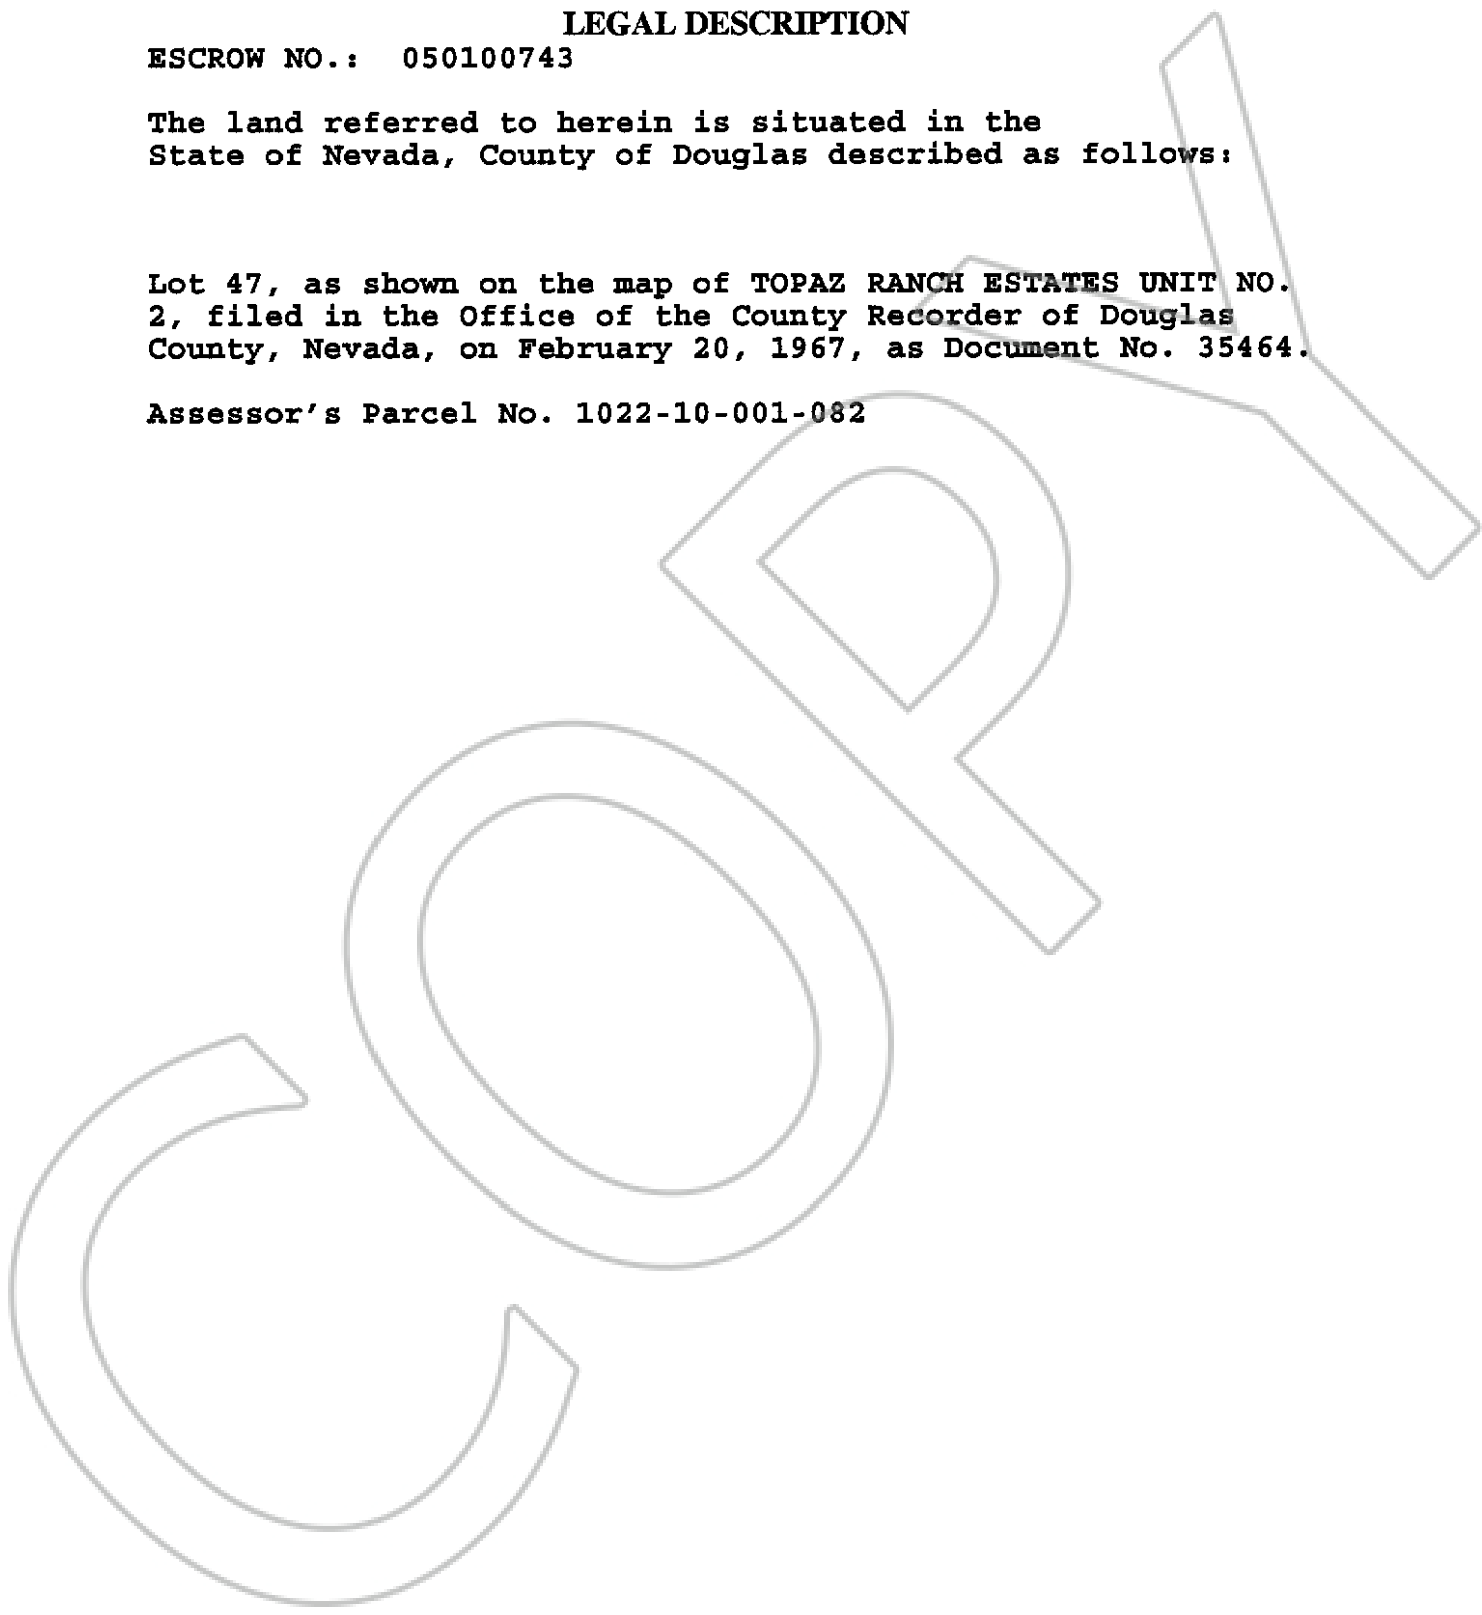 LEGAL DESCRIPTION
ESCROW NO.: 050100743
The land referred to herein is situated in the
State of Nevada, County of Douglas described as follows:
Lot 47, as shown on the map of TOPAZ RANCH ESTATES UNIT NO.
2, filed in the Office of the County Recorder of Douglas
County, Nevada, on February 20, 1967, as Document No. 35464.
Assessor's Parcel No. 1022-10-001-082
COPY